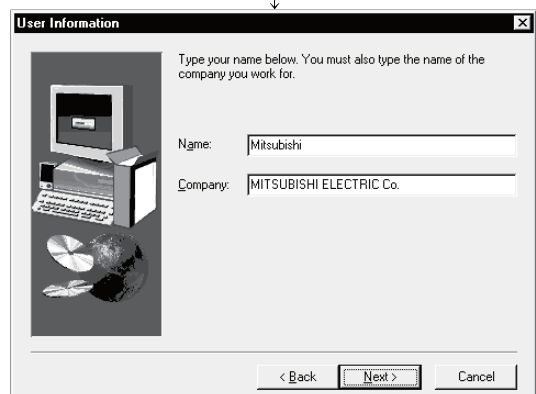 User Information
Type your name below. You must also type the name of the
company you work for.
Name: Mitsubishi
Company: MITSUBISHI ELECTRIC Co.
< Back Next > Cancel